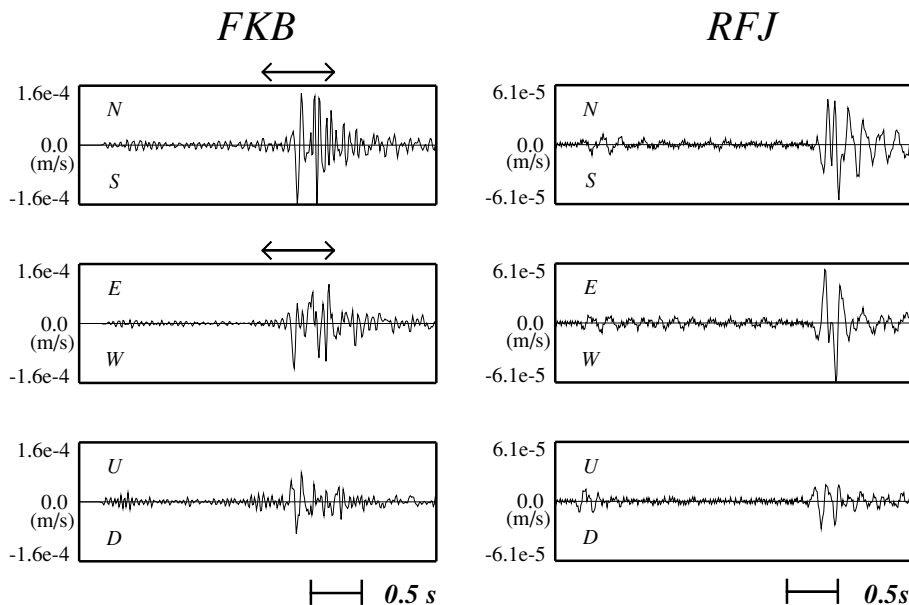 FKB
RFJ
1.6e-4
N
0.0
(m/s)
S
-1.6e-4
6.1e-5
N
0.0
(m/s)
S
-6.1e-5
1.6e-4
E
0.0
(m/s)
W
-1.6e-4
6.1e-5
E
0.0
(m/s)
W
-6.1e-5
1.6e-4
U
0.0
(m/s)
D
-1.6e-4
6.1e-5
U
0.0
(m/s)
D
-6.1e-5
0.5 s
0.5s